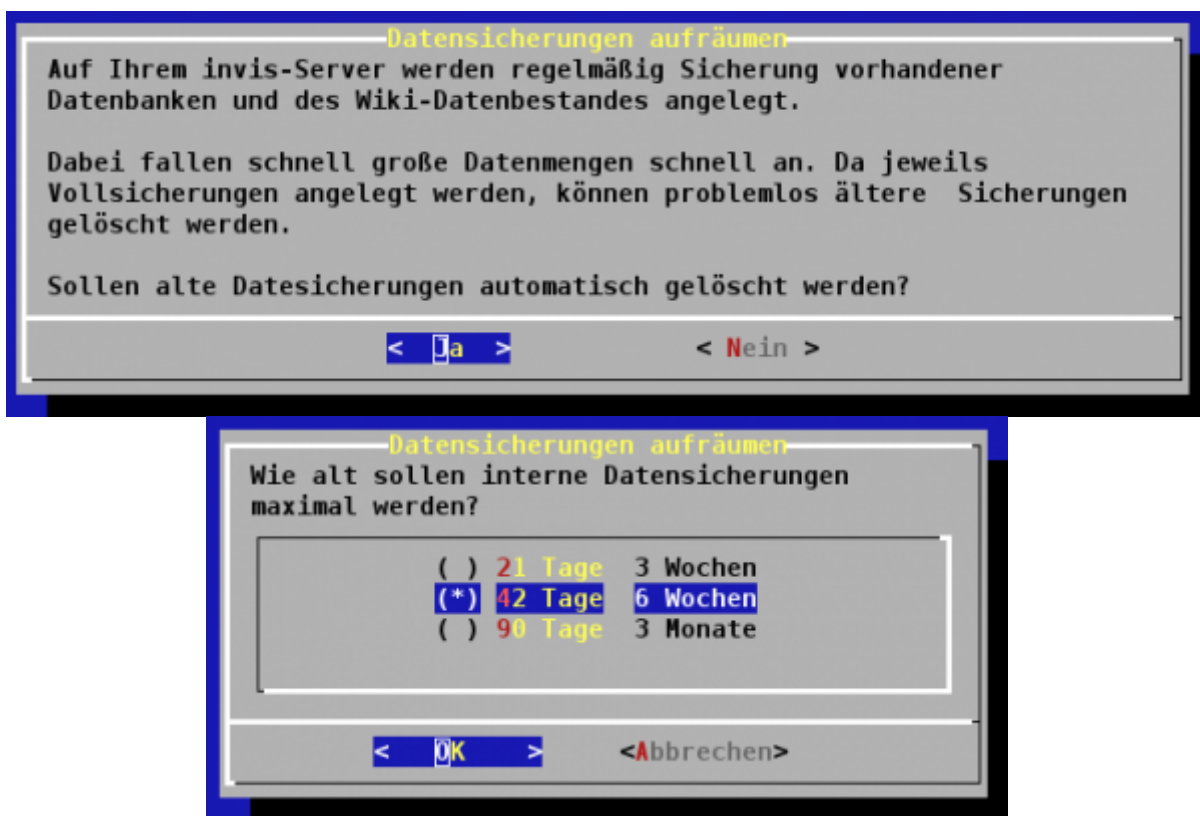 Datensicherungen aufräumen
Auf Ihrem invis-Server werden regelmäßig Sicherung vorhandener
Datenbanken und des Wiki-Datenbestandes angelegt.
Dabei fallen schnell große Datenmengen schnell an. Da jeweils
Vollsicherungen angelegt werden, können problemlos ältere  Sicherungen
gelöscht werden.
Sollen alte Datesicherungen automatisch gelöscht werden?
<  Ja  > < Nein >
Datensicherungen aufräumen
Wie alt sollen interne Datensicherungen
maximal werden?
( ) 21 Tage  3 Wochen
(*) 42 Tage  6 Wochen
( ) 90 Tage  3 Monate
<  OK  > <Abbrechen>